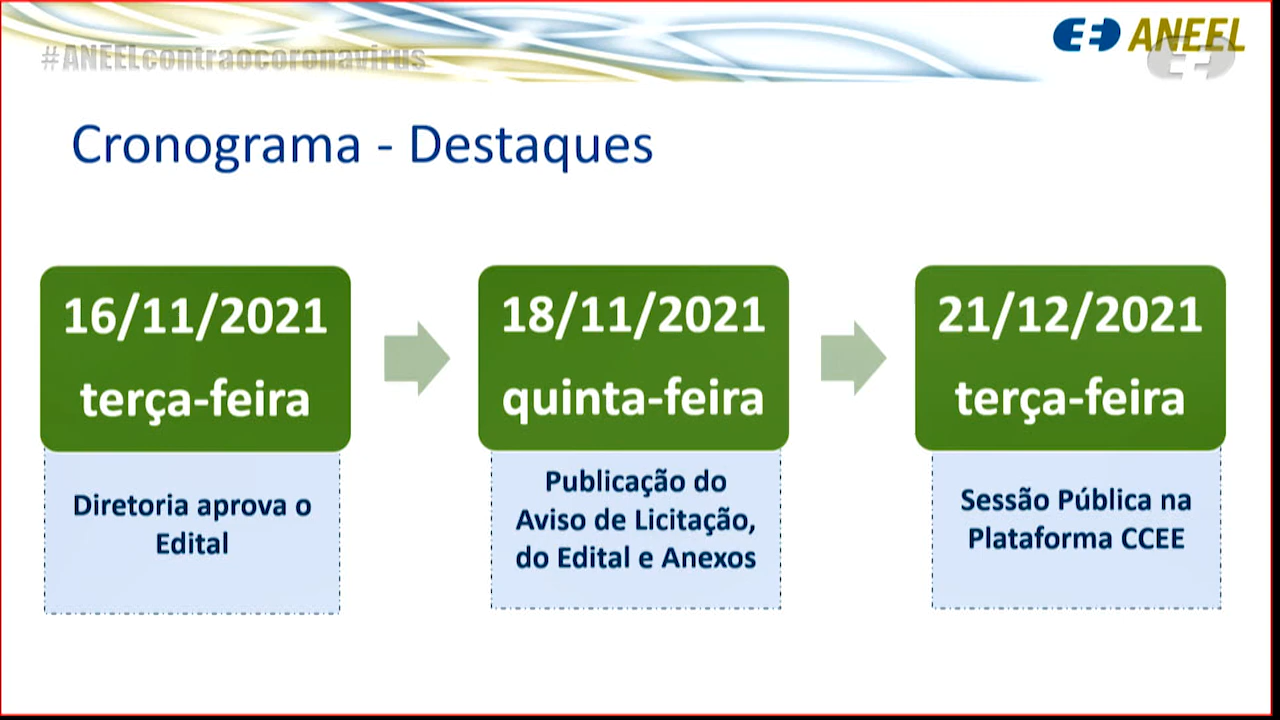 #ANEELcontraocoronavirus
ANEEL
Cronograma - Destaques
16/11/2021
terça-feira
Diretoria aprova o
Edital
18/11/2021
quinta-feira
Publicação do
Aviso de Licitação,
do Edital e Anexos
21/12/2021
terça-feira
Sessão Pública na
Plataforma CCEE